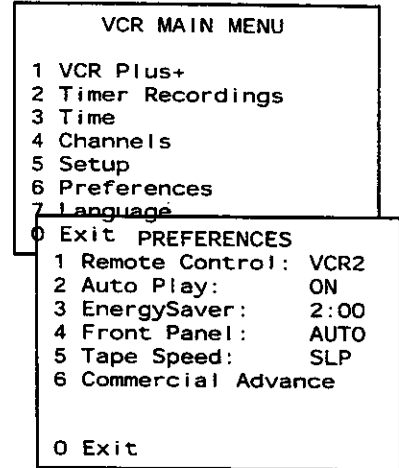 VCR MAIN MENU
1 VCR Plus+
2 Timer Recordings
3 Time
4 Channels
5 Setup
6 Preferences
7 Language
0 Exit
PREFERENCES
1 Remote Control: VCR2
2 Auto Play: ON
3 EnergySaver: 2:00
4 Front Panel: AUTO
5 Tape Speed: SLP
6 Commercial Advance
0 Exit